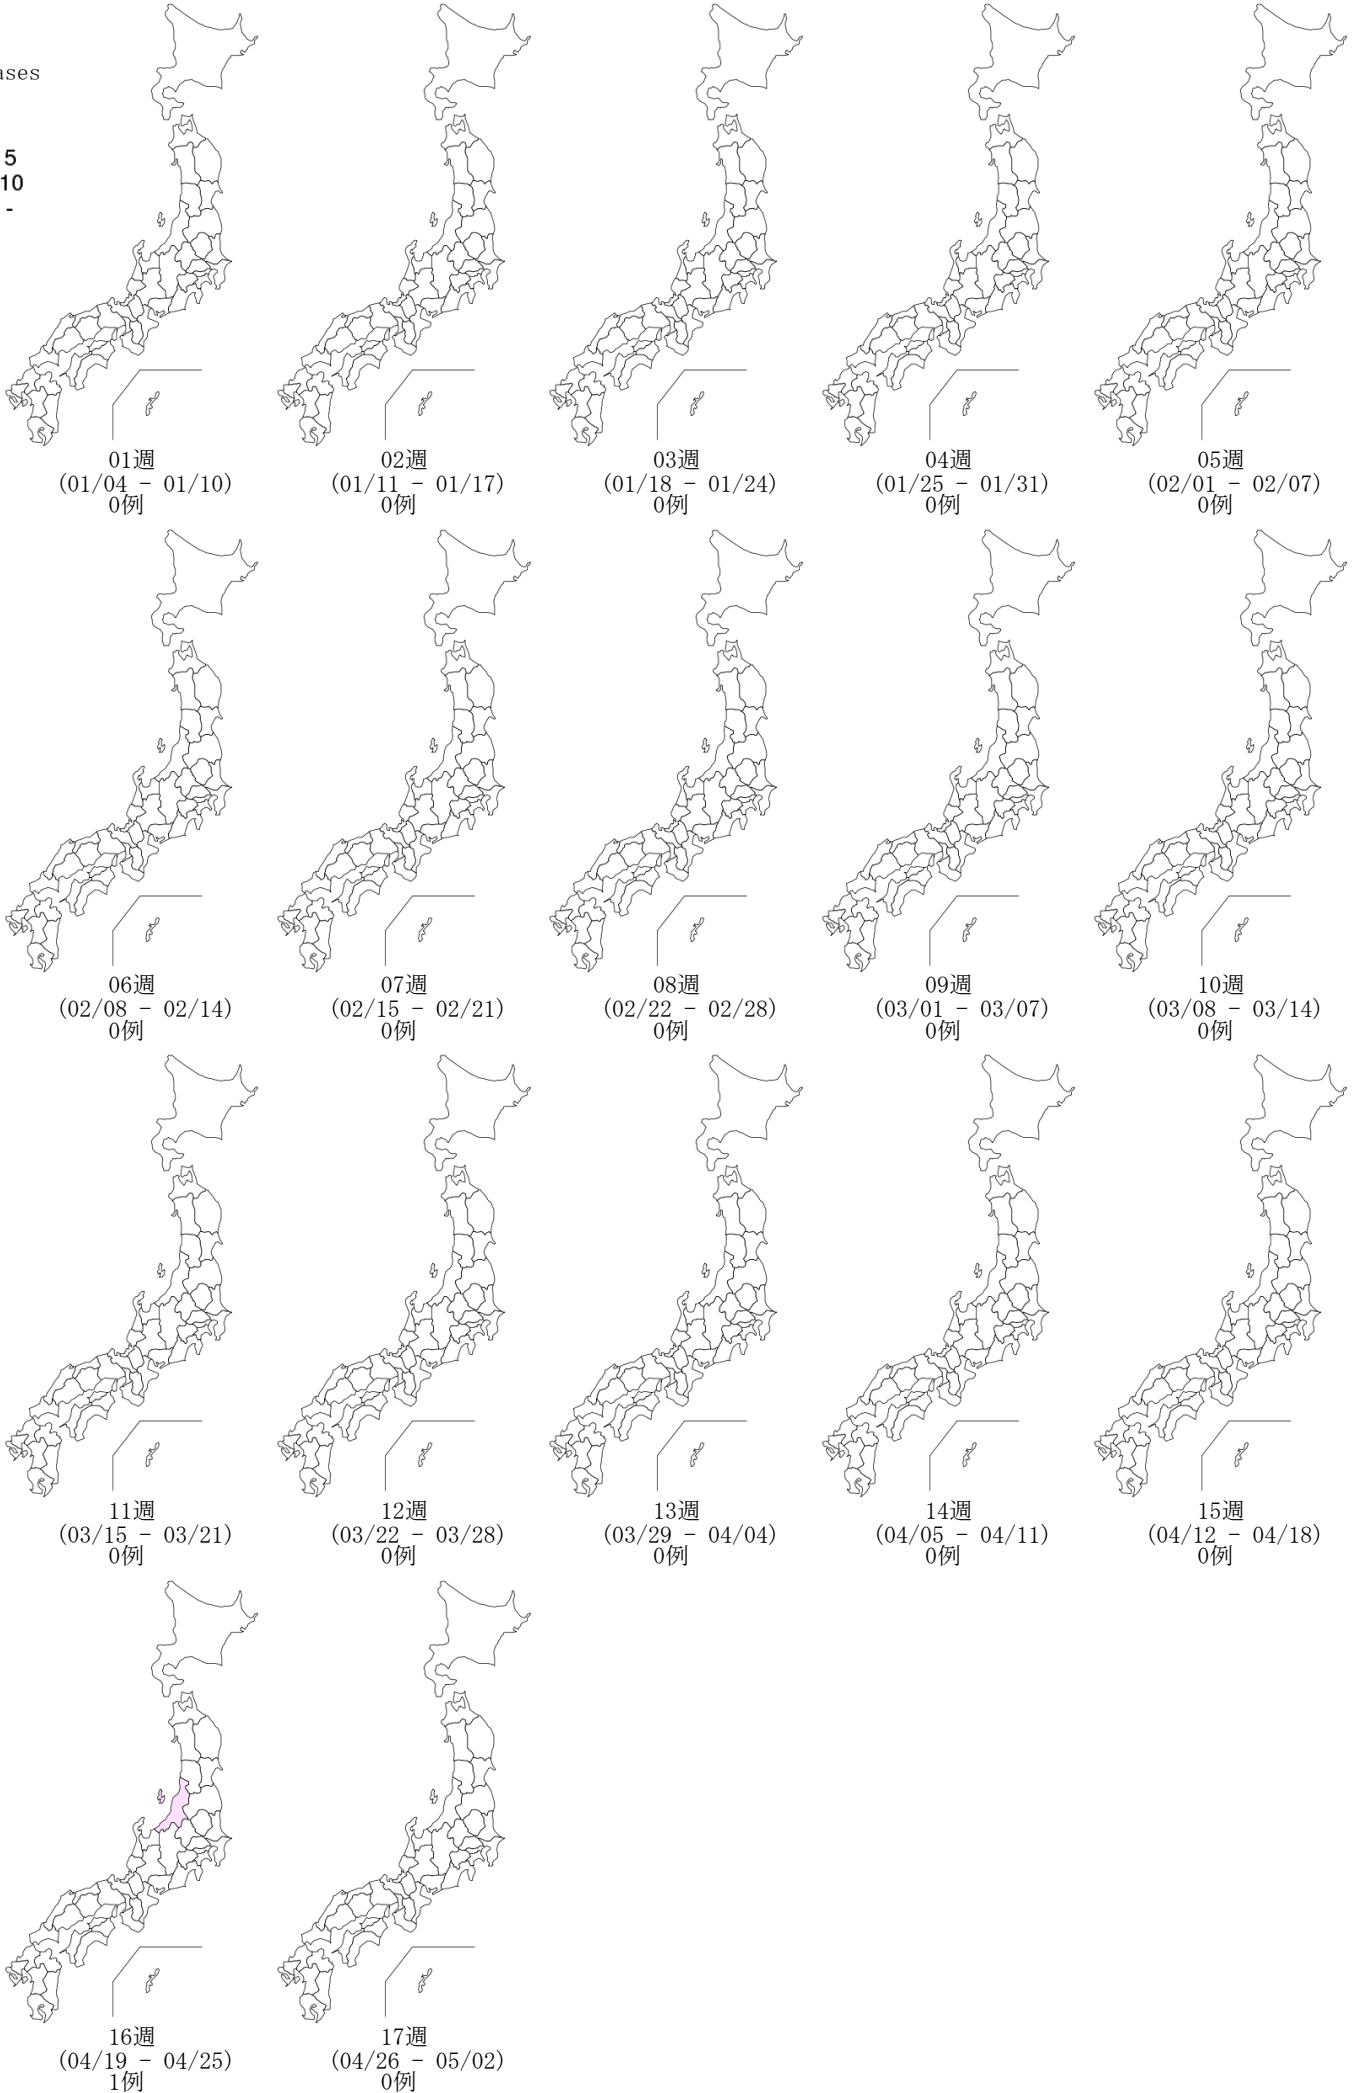 ases
5
10
-
01週
(01/04 - 01/10)
0例
02週
(01/11 - 01/17)
0例
03週
(01/18 - 01/24)
0例
04週
(01/25 - 01/31)
0例
05週
(02/01 - 02/07)
0例
06週
(02/08 - 02/14)
0例
07週
(02/15 - 02/21)
0例
08週
(02/22 - 02/28)
0例
09週
(03/01 - 03/07)
0例
10週
(03/08 - 03/14)
0例
11週
(03/15 - 03/21)
0例
12週
(03/22 - 03/28)
0例
13週
(03/29 - 04/04)
0例
14週
(04/05 - 04/11)
0例
15週
(04/12 - 04/18)
0例
16週
(04/19 - 04/25)
1例
17週
(04/26 - 05/02)
0例